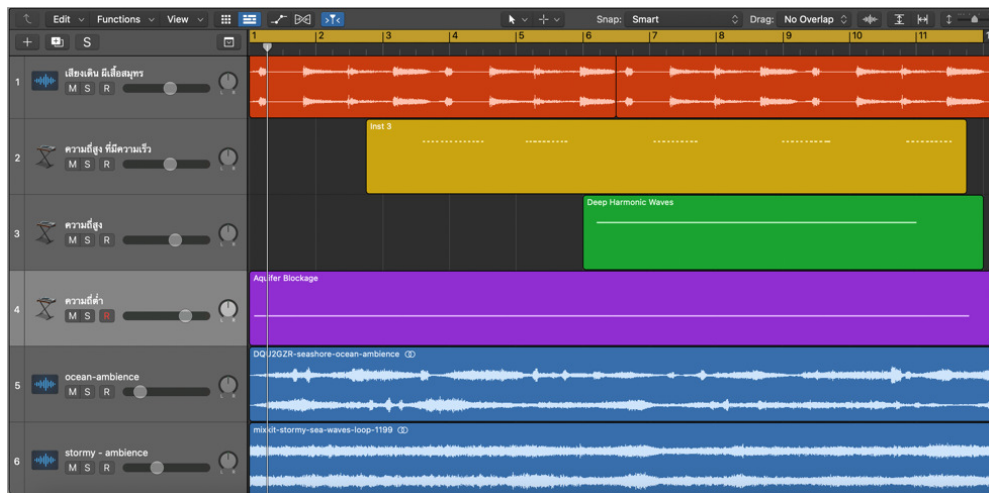 Edit Functions View Snap: Smart Drag: No Overlap
S
1 2 3 4 5 6 7 8 9 10 11
1 เสียงเดิน ผีเสื้อสมุทร
M S R
L R
Inst 3
2 ความถี่สูง ที่มีความเร็ว
M S R
L R
Deep Harmonic Waves
3 ความถี่สูง
M S R
L R
Aquifer Blockage
4 ความถี่ต่ำ
M S R
L R
DQU2GZR-seashore-ocean-ambience
5 ocean-ambience
M S R
L R
mixkit-stormy-sea-waves-loop-1199
6 stormy - ambience
M S R
L R